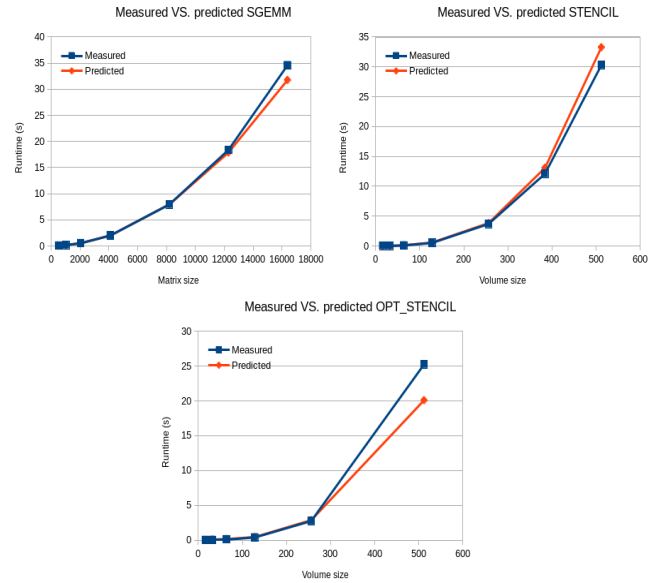 Measured VS. predicted SGEMM
40
35
30
25
20
15
10
5
0
Runtime (s)
Measured
Predicted
0 2000 4000 6000 8000 10000 12000 14000 16000 18000
Matrix size
Measured VS. predicted STENCIL
35
30
25
20
15
10
5
0
Runtime (s)
Measured
Predicted
0 100 200 300 400 500 600
Volume size
Measured VS. predicted OPT_STENCIL
30
25
20
15
10
5
0
Runtime (s)
Measured
Predicted
0 100 200 300 400 500 600
Volume size